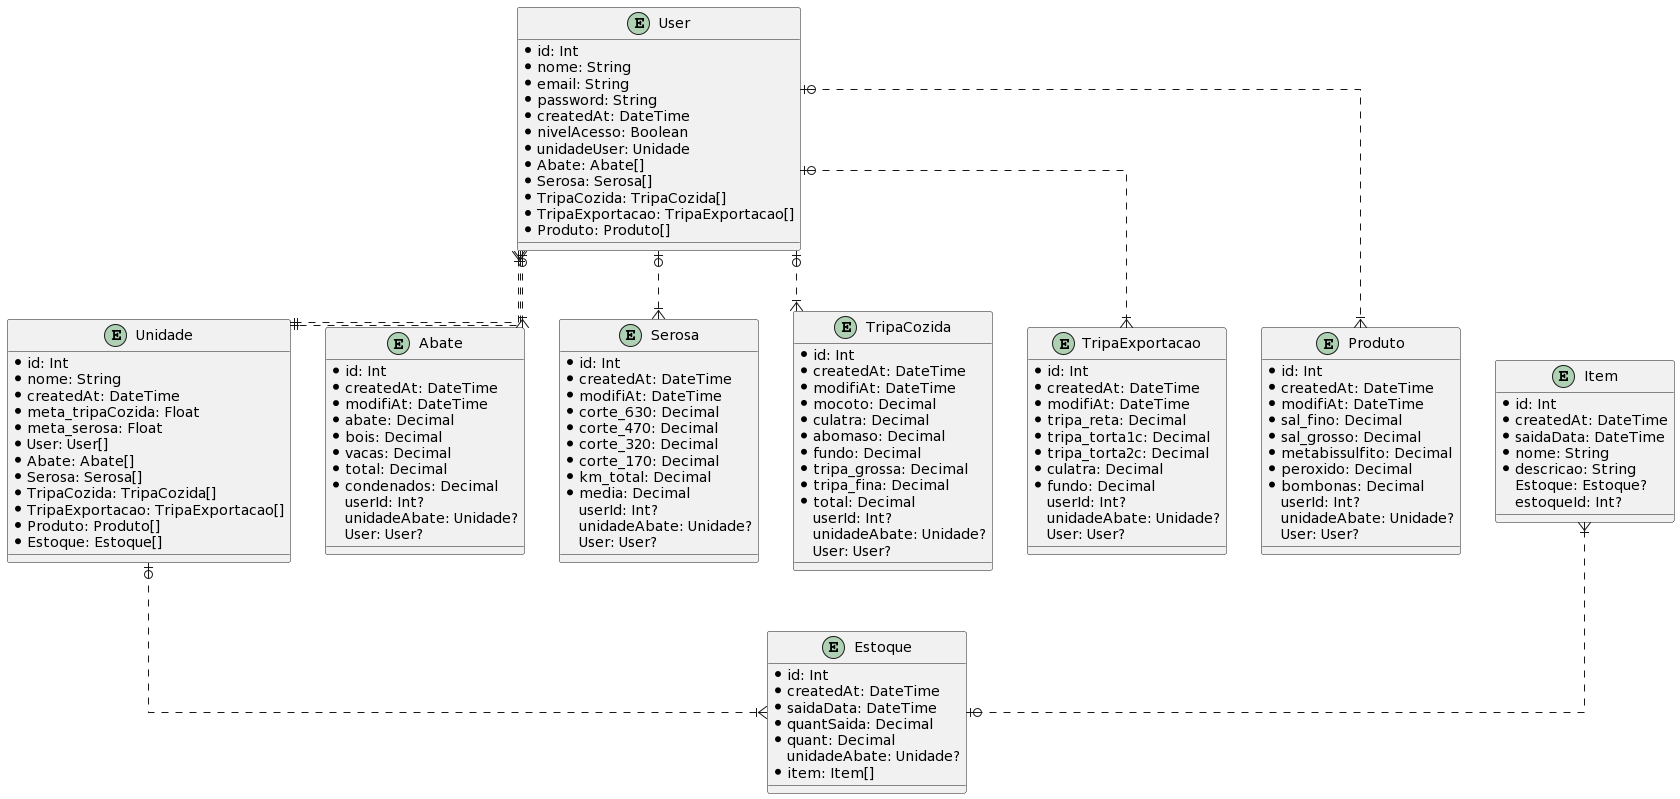 E User
id: Int
nome: String
email: String
password: String
createdAt: DateTime
nivelAcesso: Boolean
unidadeUser: Unidade
Abate: Abate[]
Serosa: Serosa[]
TripaCozida: TripaCozida[]
TripaExportacao: TripaExportacao[]
Produto: Produto[]
E Unidade
id: Int
nome: String
createdAt: DateTime
meta_tripaCozida: Float
meta_serosa: Float
User: User[]
Abate: Abate[]
Serosa: Serosa[]
TripaCozida: TripaCozida[]
TripaExportacao: TripaExportacao[]
Produto: Produto[]
Estoque: Estoque[]
E Abate
id: Int
createdAt: DateTime
modifiAt: DateTime
abate: Decimal
bois: Decimal
vacas: Decimal
total: Decimal
condenados: Decimal
userId: Int?
unidadeAbate: Unidade?
User: User?
E Serosa
id: Int
createdAt: DateTime
modifiAt: DateTime
corte_630: Decimal
corte_470: Decimal
corte_320: Decimal
corte_170: Decimal
km_total: Decimal
media: Decimal
userId: Int?
unidadeAbate: Unidade?
User: User?
E TripaCozida
id: Int
createdAt: DateTime
modifiAt: DateTime
mocoto: Decimal
culatra: Decimal
abomaso: Decimal
fundo: Decimal
tripa_grossa: Decimal
tripa_fina: Decimal
total: Decimal
userId: Int?
unidadeAbate: Unidade?
User: User?
E TripaExportacao
id: Int
createdAt: DateTime
modifiAt: DateTime
tripa_reta: Decimal
tripa_torta1c: Decimal
tripa_torta2c: Decimal
culatra: Decimal
fundo: Decimal
userId: Int?
unidadeAbate: Unidade?
User: User?
E Produto
id: Int
createdAt: DateTime
modifiAt: DateTime
sal_fino: Decimal
sal_grosso: Decimal
metabissulfito: Decimal
peroxido: Decimal
bombonas: Decimal
userId: Int?
unidadeAbate: Unidade?
User: User?
E Item
id: Int
createdAt: DateTime
saidaData: DateTime
nome: String
descricao: String
Estoque: Estoque?
estoqueId: Int?
E Estoque
id: Int
createdAt: DateTime
saidaData: DateTime
quantSaida: Decimal
quant: Decimal
unidadeAbate: Unidade?
item: Item[]